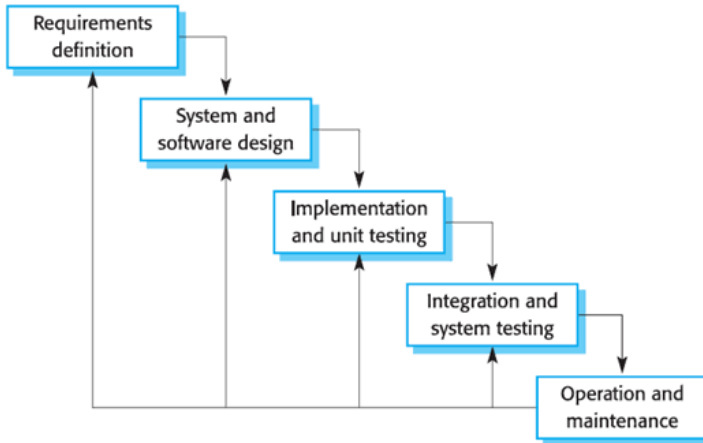 Requirements
definition
System and
software design
Implementation
and unit testing
Integration and
system testing
Operation and
maintenance